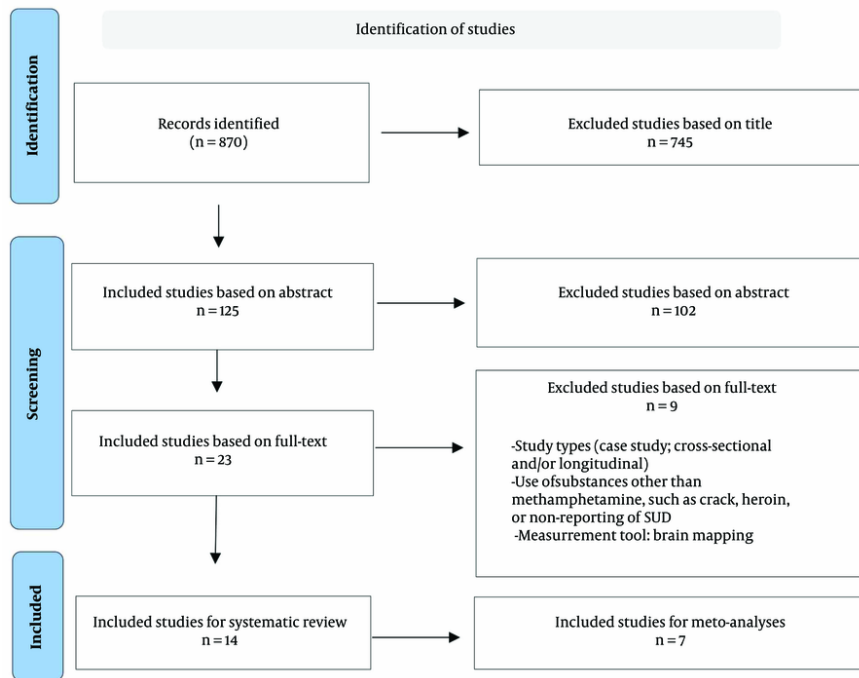 Identification of studies
Identification
Records identified
(n = 870)
Excluded studies based on title
n = 745
Screening
Included studies based on abstract
n = 125
Excluded studies based on abstract
n = 102
Included studies based on full-text
n = 23
Excluded studies based on full-text
n = 9
-Study types (case study; cross-sectional
and/or longitudinal)
-Use ofsubstances other than
methamphetamine, such as crack, heroin,
or non-reporting of SUD
-Measurrement tool: brain mapping
Included
Included studies for systematic review
n = 14
Included studies for meto-analyses
n = 7